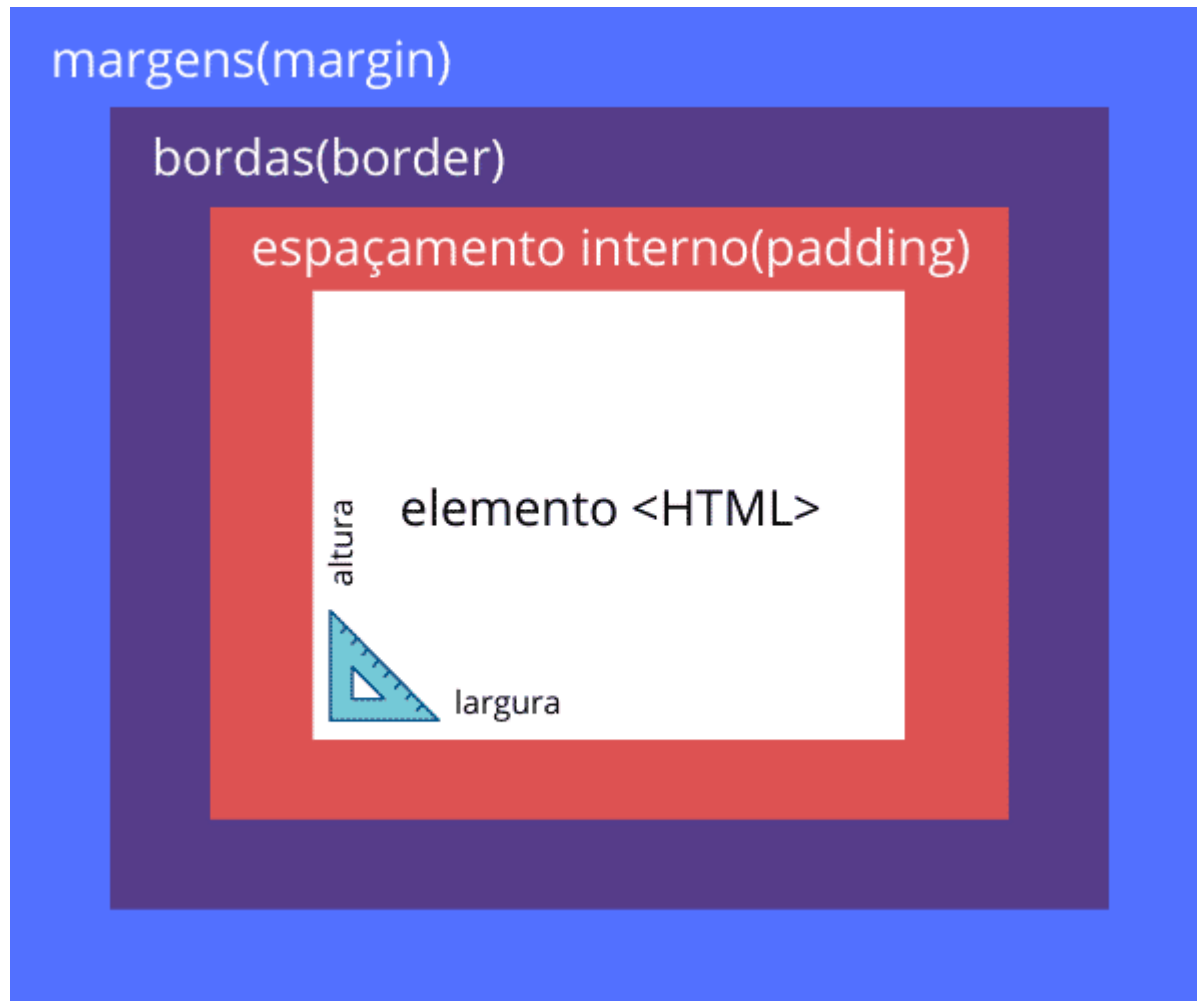 margens(margin)
bordas(border)
espaçamento interno(padding)
elemento <HTML>
altura
largura